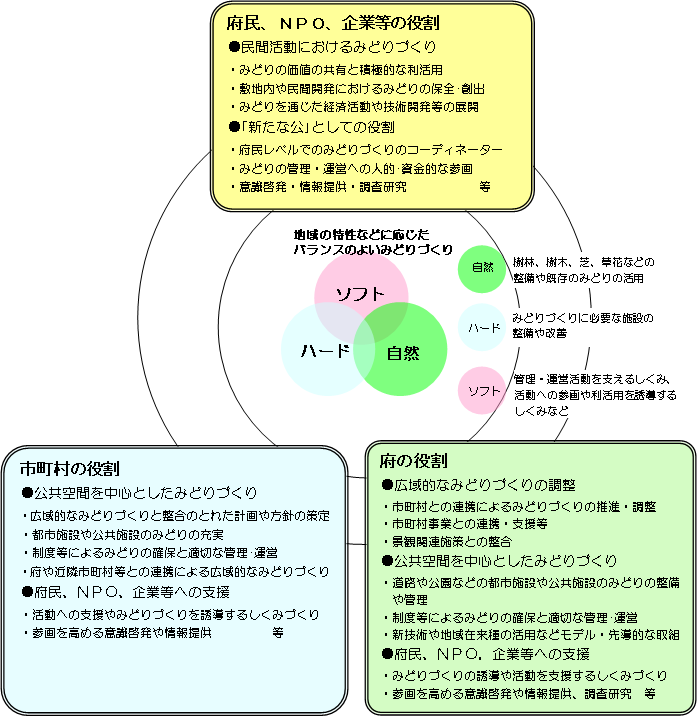 府民、ＮＰＯ、企業等の役割
●民間活動におけるみどりづくり
・みどりの価値の共有と積極的な利活用
・敷地内や民間開発におけるみどりの保全・創出
・みどりを通じた経済活動や技術開発等の展開
●「新たな公」としての役割
・府民レベルでのみどりづくりのコーディネーター
・みどりの管理・運営への人的・資金的な参画
・意識啓発・情報提供・調査研究　　　　　　等
地域の特性などに応じた
バランスのよいみどりづくり
ソフト
ハード
自然
自然
樹林、樹木、芝、草花などの
整備や既存のみどりの活用
ハード
みどりづくりに必要な施設の
整備や改善
ソフト
管理・運営活動を支えるしくみ、
活動への参画や利活用を誘導する
しくみなど
市町村の役割
●公共空間を中心としたみどりづくり
・広域的なみどりづくりと整合のとれた計画や方針の策定
・都市施設や公共施設のみどりの充実
・制度等によるみどりの確保と適切な管理・運営
・府や近隣市町村等との連携による広域的なみどりづくり
●府民、ＮＰＯ、企業等への支援
・活動への支援やみどりづくりを誘導するしくみづくり
・参画を高める意識啓発や情報提供　　　　　等
府の役割
●広域的なみどりづくりの調整
・市町村との連携によるみどりづくりの推進・調整
・市町村事業との連携・支援等
・景観関連施策との整合
●公共空間を中心としたみどりづくり
・道路や公園などの都市施設や公共施設のみどりの整備
や管理
・制度等によるみどりの確保と適切な管理・運営
・新技術や地域在来種の活用などモデル・先導的な取組
●府民、ＮＰＯ，企業等への支援
・みどりづくりの誘導や活動を支援するしくみづくり
・参画を高める意識啓発や情報提供、調査研究　等